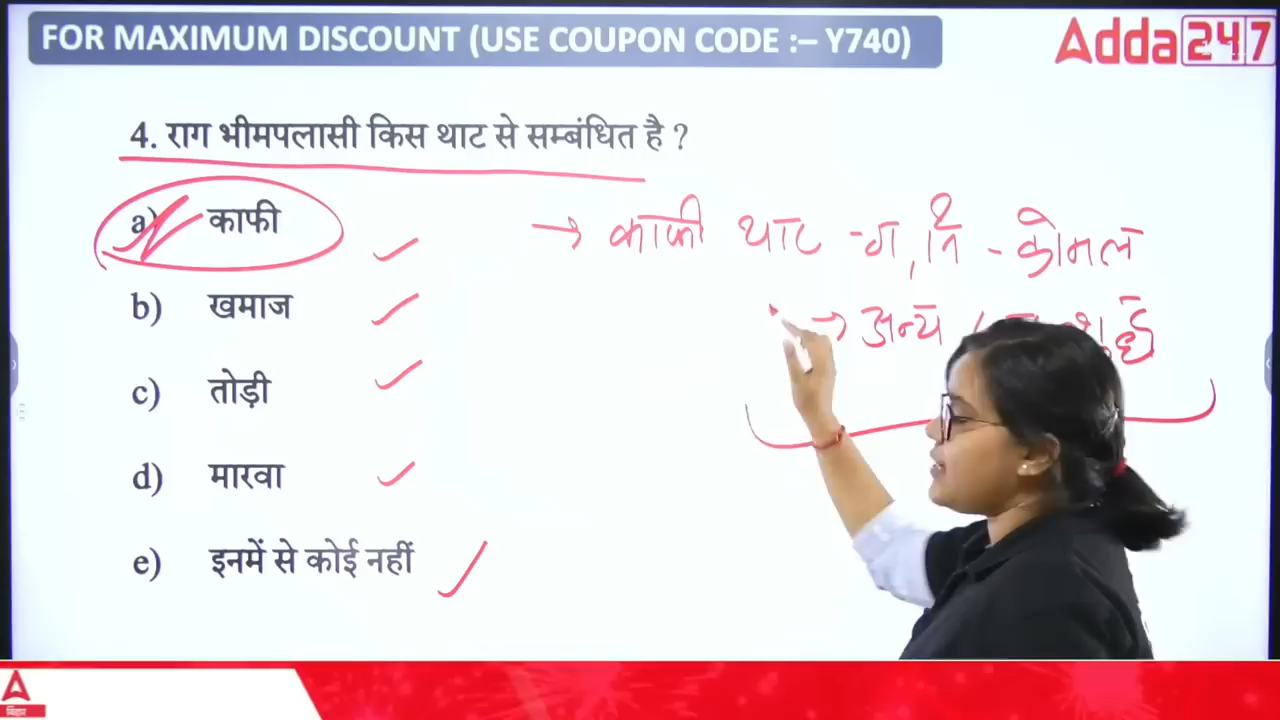 FOR MAXIMUM DISCOUNT (USE COUPON CODE :– Y740)
Adda247
4. राग भीमपलासी किस थाट से सम्बंधित है ?
a) काफी
b) खमाज
c) तोड़ी
d) मारवा
e) इनमें से कोई नहीं
→ काफी थाट - ग, नि - कोमल
→ अन्य
बिहार